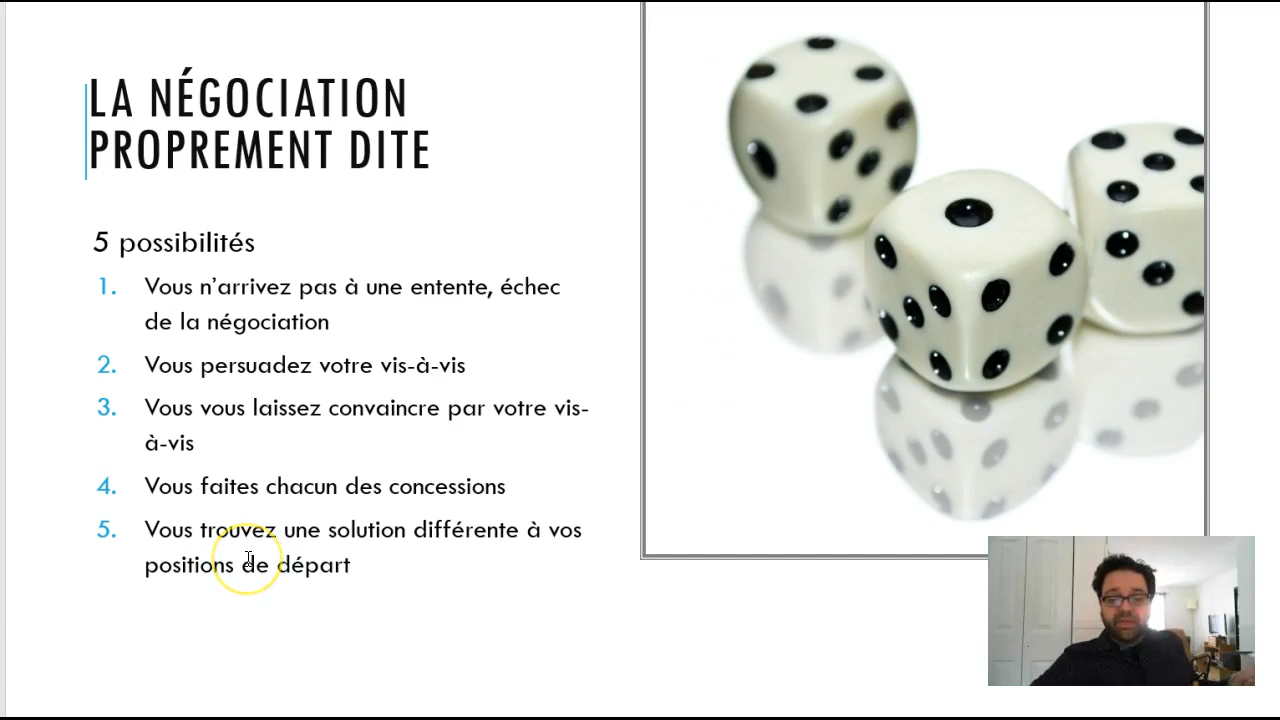 LA NÉGOCIATION
PROPREMENT DITE
5 possibilités
1. Vous n’arrivez pas à une entente, échec
de la négociation
2. Vous persuadez votre vis-à-vis
3. Vous vous laissez convaincre par votre vis-
à-vis
4. Vous faites chacun des concessions
5. Vous trouvez une solution différente à vos
positions de départ